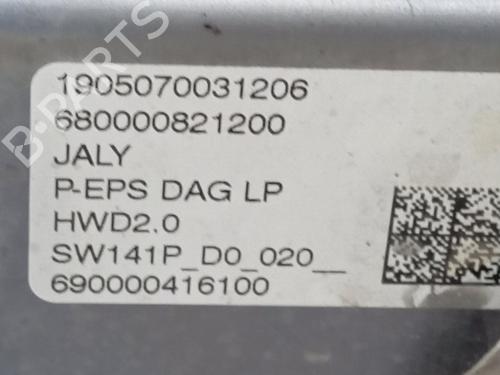 1905070031206
680000821200
JALY
P-EPS DAG LP
HWD2.0
SW141P_D0_020__
690000416100
B-PARTS